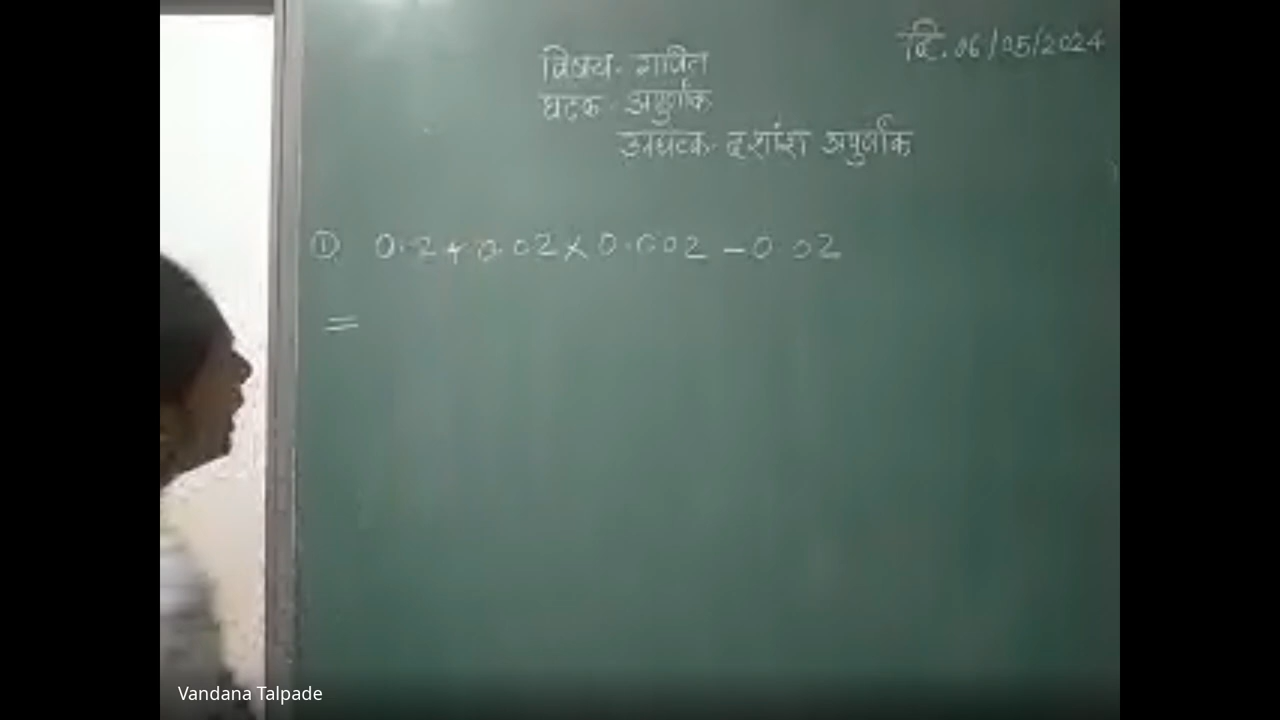 दि. 06/05/2024
विषय- गणित
घटक- अपुर्णांक
उपघटक- दशांश अपुर्णांक
① 0.2+0.02×0.002-0.02
=
Vandana Talpade